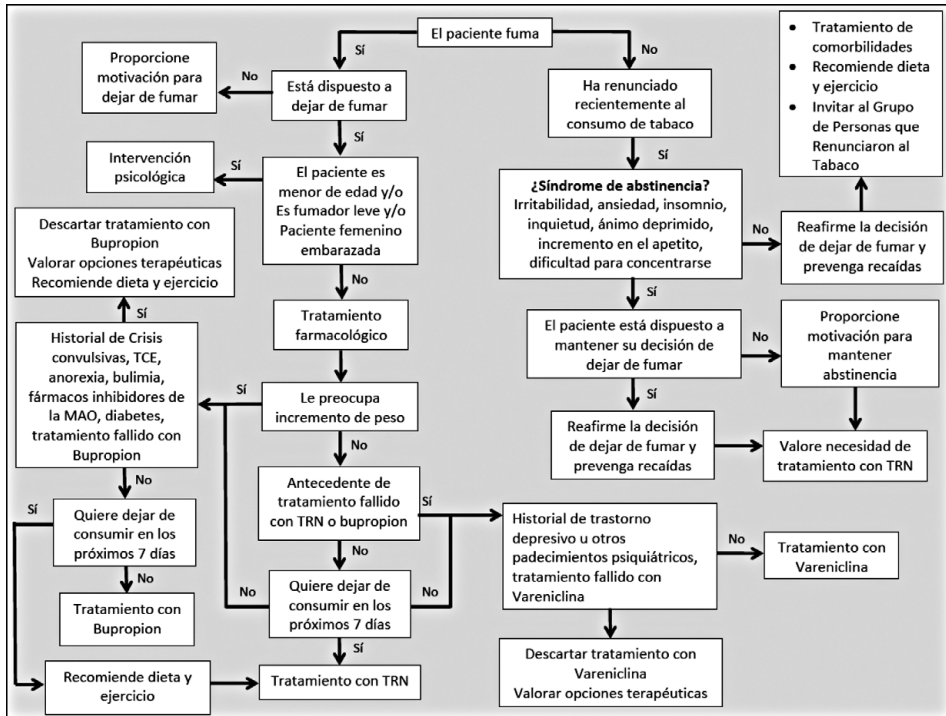 El paciente fuma
Sí
No
Proporcione
motivación para
dejar de fumar
No
Está dispuesto a
dejar de fumar
Sí
Intervención
psicológica
Sí
El paciente es
menor de edad y/o
Es fumador leve y/o
Paciente femenino
embarazada
No
Tratamiento
farmacológico
Le preocupa
incremento de peso
Sí
No
Descartar tratamiento con
Bupropion
Valorar opciones terapéuticas
Recomiende dieta y ejercicio
Sí
Historial de Crisis
convulsivas, TCE,
anorexia, bulimia,
fármacos inhibidores de
la MAO, diabetes,
tratamiento fallido con
Bupropion
No
Sí
Quiere dejar de
consumir en los
próximos 7 días
No
Tratamiento con
Bupropion
Recomiende dieta y
ejercicio
Antecedente de
tratamiento fallido
con TRN o bupropion
Sí
No
No
Quiere dejar de
consumir en los
próximos 7 días
No
Sí
Tratamiento con TRN
Ha renunciado
recientemente al
consumo de tabaco
Sí
¿Síndrome de abstinencia?
Irritabilidad, ansiedad, insomnio,
inquietud, ánimo deprimido,
incremento en el apetito,
dificultad para concentrarse
No
Reafirme la decisión
de dejar de fumar y
prevenga recaídas
• Tratamiento de
comorbilidades
• Recomiende dieta
y ejercicio
• Invitar al Grupo
de Personas que
Renunciaron al
Tabaco
Sí
El paciente está dispuesto a
mantener su decisión de
dejar de fumar
No
Proporcione
motivación para
mantener
abstinencia
Sí
Reafirme la decisión
de dejar de fumar y
prevenga recaídas
Valore necesidad de
tratamiento con TRN
Historial de trastorno
depresivo u otros
padecimientos psiquiátricos,
tratamiento fallido con
Vareniclina
No
Tratamiento con
Vareniclina
Descartar tratamiento con
Vareniclina
Valorar opciones terapéuticas